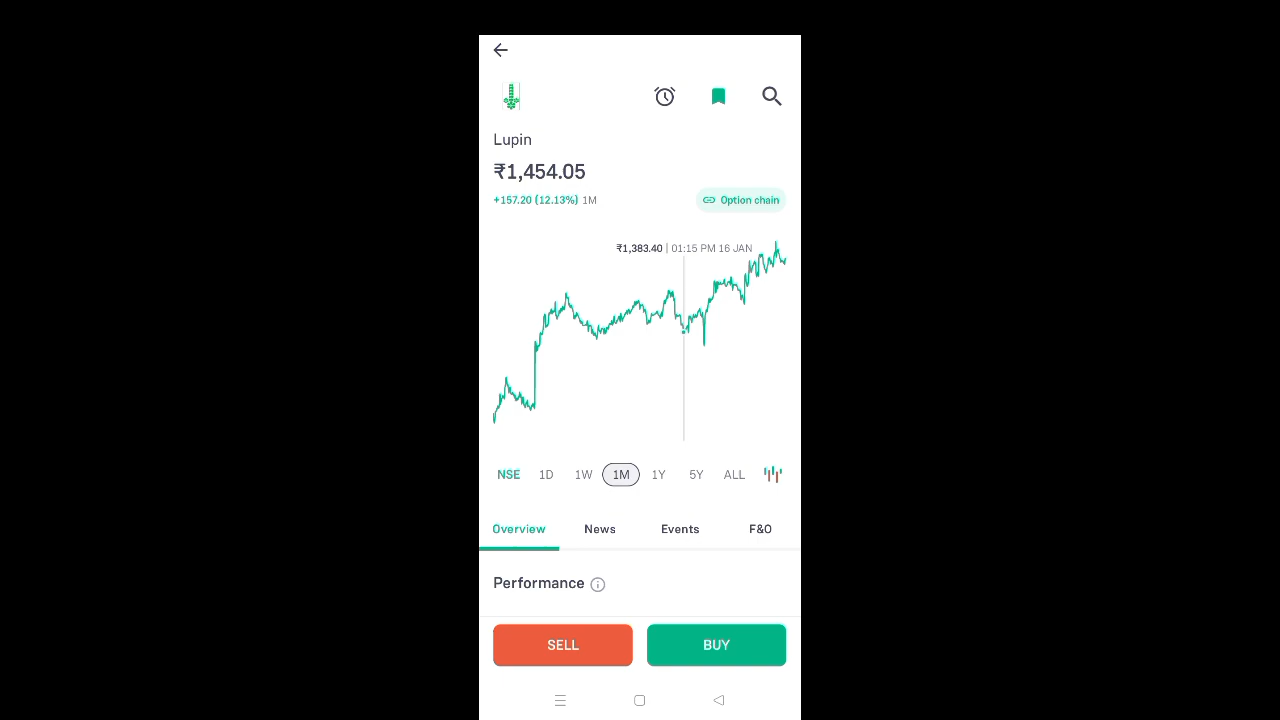 Lupin
₹1,454.05
+157.20 (12.13%) 1M
Option chain
₹1,383.40 | 01:15 PM 16 JAN
NSE 1D 1W 1M 1Y 5Y ALL
Overview News Events F&O
Performance
SELL BUY